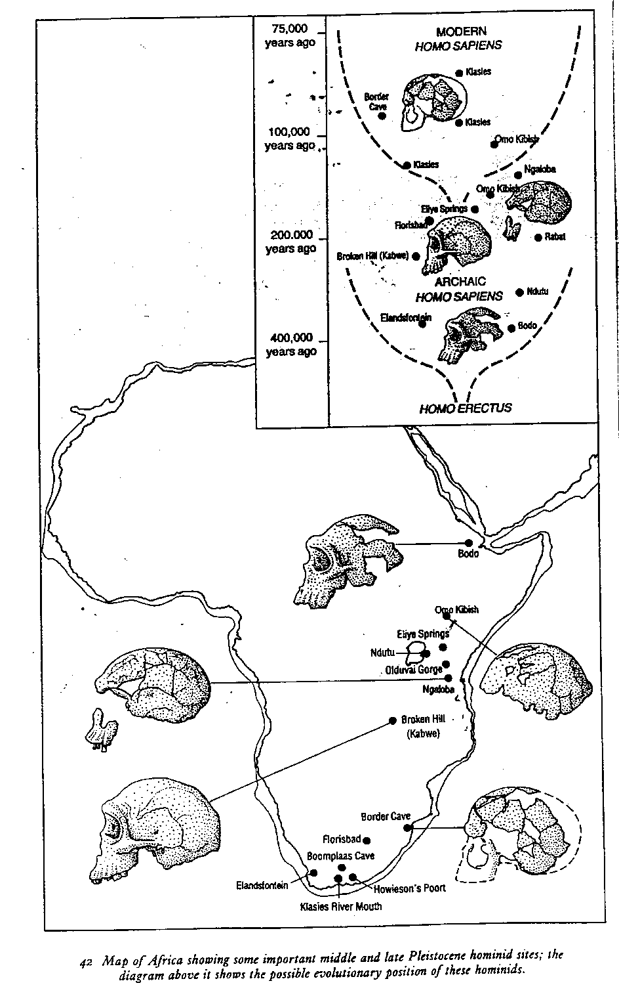 75,000
years ago
MODERN
HOMO SAPIENS
Klasies
Border
Cave
Klasies
100,000
years ago
Omo Kibish
Klasies
Ngaloba
Omo Kibish
Eliye Springs
Florisbad
200.000
years ago
Rabat
Broken Hill (Kabwe)
ARCHAIC
HOMO SAPIENS
Ndutu
Elandsfontein
Bodo
400,000
years ago
HOMO ERECTUS
Bodo
Omo Kibish
Eliye Springs
Ndutu
Olduvai Gorge
Ngaloba
Broken Hill
(Kabwe)
Border Cave
Florisbad
Boomplaas Cave
Elandsfontein
Howieson's Poort
Klasies River Mouth
42 Map of Africa showing some important middle and late Pleistocene hominid sites; the
diagram above it shows the possible evolutionary position of these hominids.